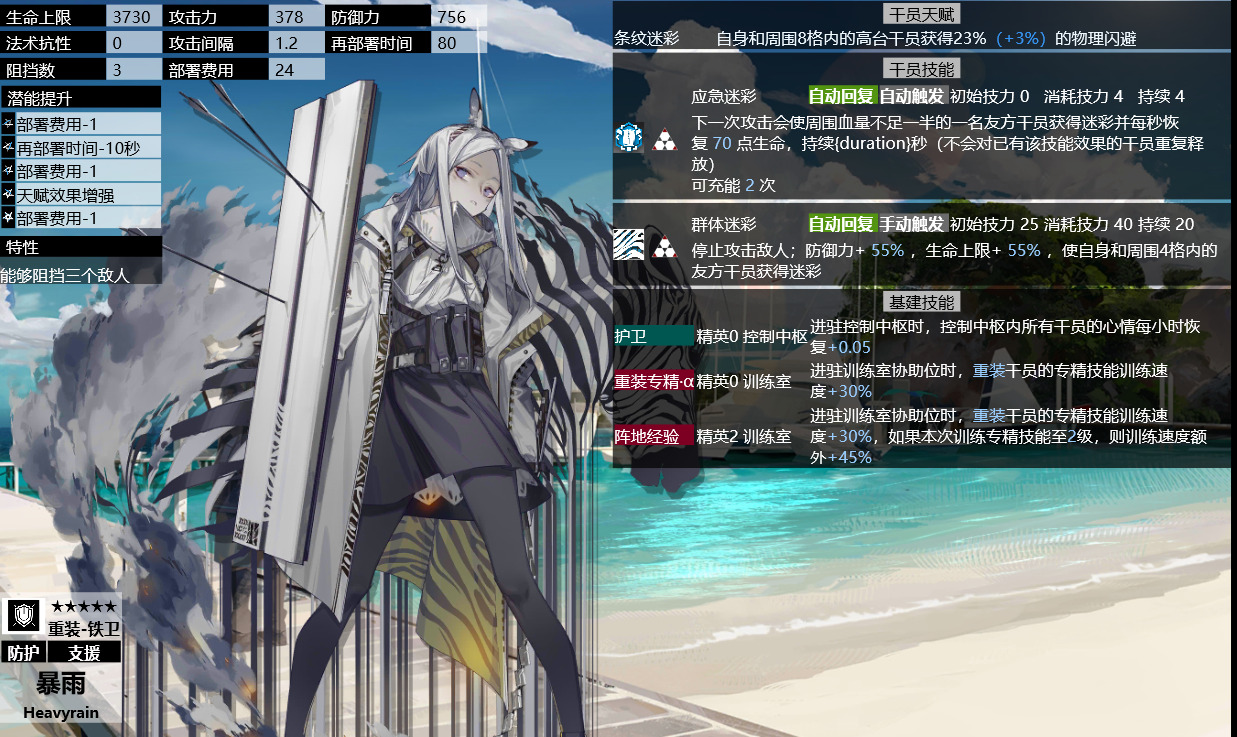 生命上限 3730 攻击力 378 防御力 756
法术抗性 0 攻击间隔 1.2 再部署时间 80
阻挡数 3 部署费用 24
潜能提升
部署费用-1
再部署时间-10秒
部署费用-1
天赋效果增强
部署费用-1
特性
能够阻挡三个敌人
★★★★★
重装-铁卫
防护 支援
暴雨
Heavyrain
干员天赋
条纹迷彩 自身和周围8格内的高台干员获得23%（+3%）的物理闪避
干员技能
应急迷彩 自动回复 自动触发 初始技力 0 消耗技力 4 持续 4
下一次攻击会使周围血量不足一半的一名友方干员获得迷彩并每秒恢
复 70 点生命，持续{duration}秒（不会对已有该技能效果的干员重复释
放）
可充能 2 次
群体迷彩 自动回复 手动触发 初始技力 25 消耗技力 40 持续 20
停止攻击敌人；防御力+ 55% ，生命上限+ 55% ，使自身和周围4格内的
友方干员获得迷彩
基建技能
护卫 精英0 控制中枢 进驻控制中枢时，控制中枢内所有干员的心情每小时恢
复+0.05
重装专精·α 精英0 训练室 进驻训练室协助位时，重装干员的专精技能训练速
度+30%
阵地经验 精英2 训练室 进驻训练室协助位时，重装干员的专精技能训练速
度+30%，如果本次训练专精技能至2级，则训练速度额
外+45%